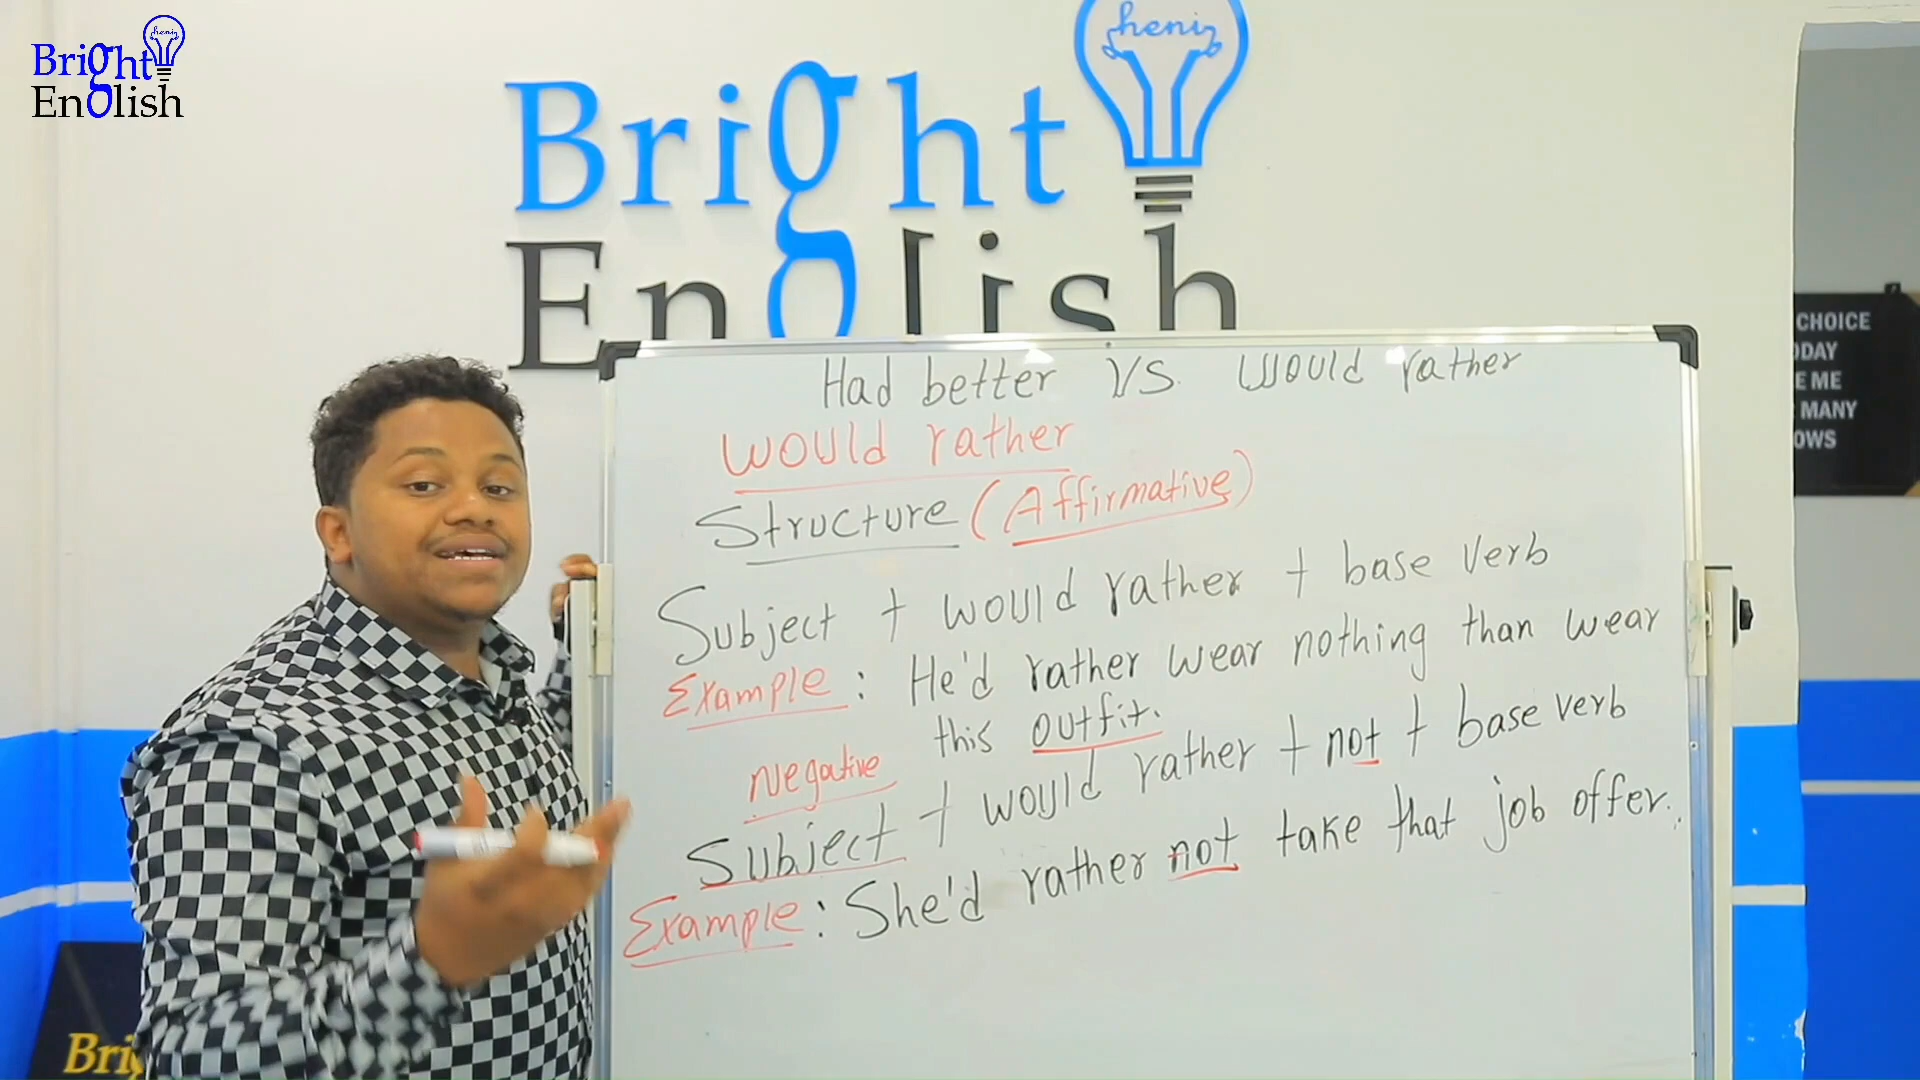 heni
Bright
English
heni
Bright
English
CHOICE
ODAY
E ME
MANY
OWS
Had better VS. Would rather
Would rather
Structure (Affirmative)
Subject + would rather + base verb
Example: He'd rather wear nothing than wear
this outfit.
Negative
Subject + would rather + not + base verb
Example: She'd rather not take that job offer.
Bri